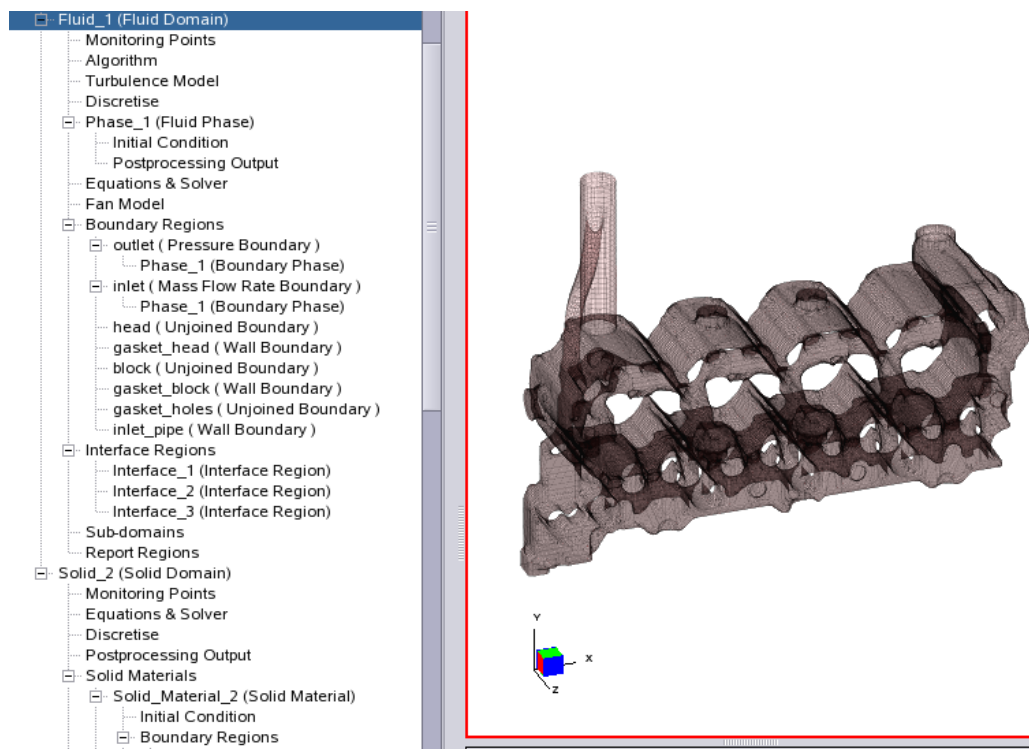 Fluid_1 (Fluid Domain)
Monitoring Points
Algorithm
Turbulence Model
Discretise
Phase_1 (Fluid Phase)
Initial Condition
Postprocessing Output
Equations & Solver
Fan Model
Boundary Regions
outlet ( Pressure Boundary )
Phase_1 (Boundary Phase)
inlet ( Mass Flow Rate Boundary )
Phase_1 (Boundary Phase)
head ( Unjoined Boundary )
gasket_head ( Wall Boundary )
block ( Unjoined Boundary )
gasket_block ( Wall Boundary )
gasket_holes ( Unjoined Boundary )
inlet_pipe ( Wall Boundary )
Interface Regions
Interface_1 (Interface Region)
Interface_2 (Interface Region)
Interface_3 (Interface Region)
Sub-domains
Report Regions
Solid_2 (Solid Domain)
Monitoring Points
Equations & Solver
Discretise
Postprocessing Output
Solid Materials
Solid_Material_2 (Solid Material)
Initial Condition
Boundary Regions
Y
X
Z